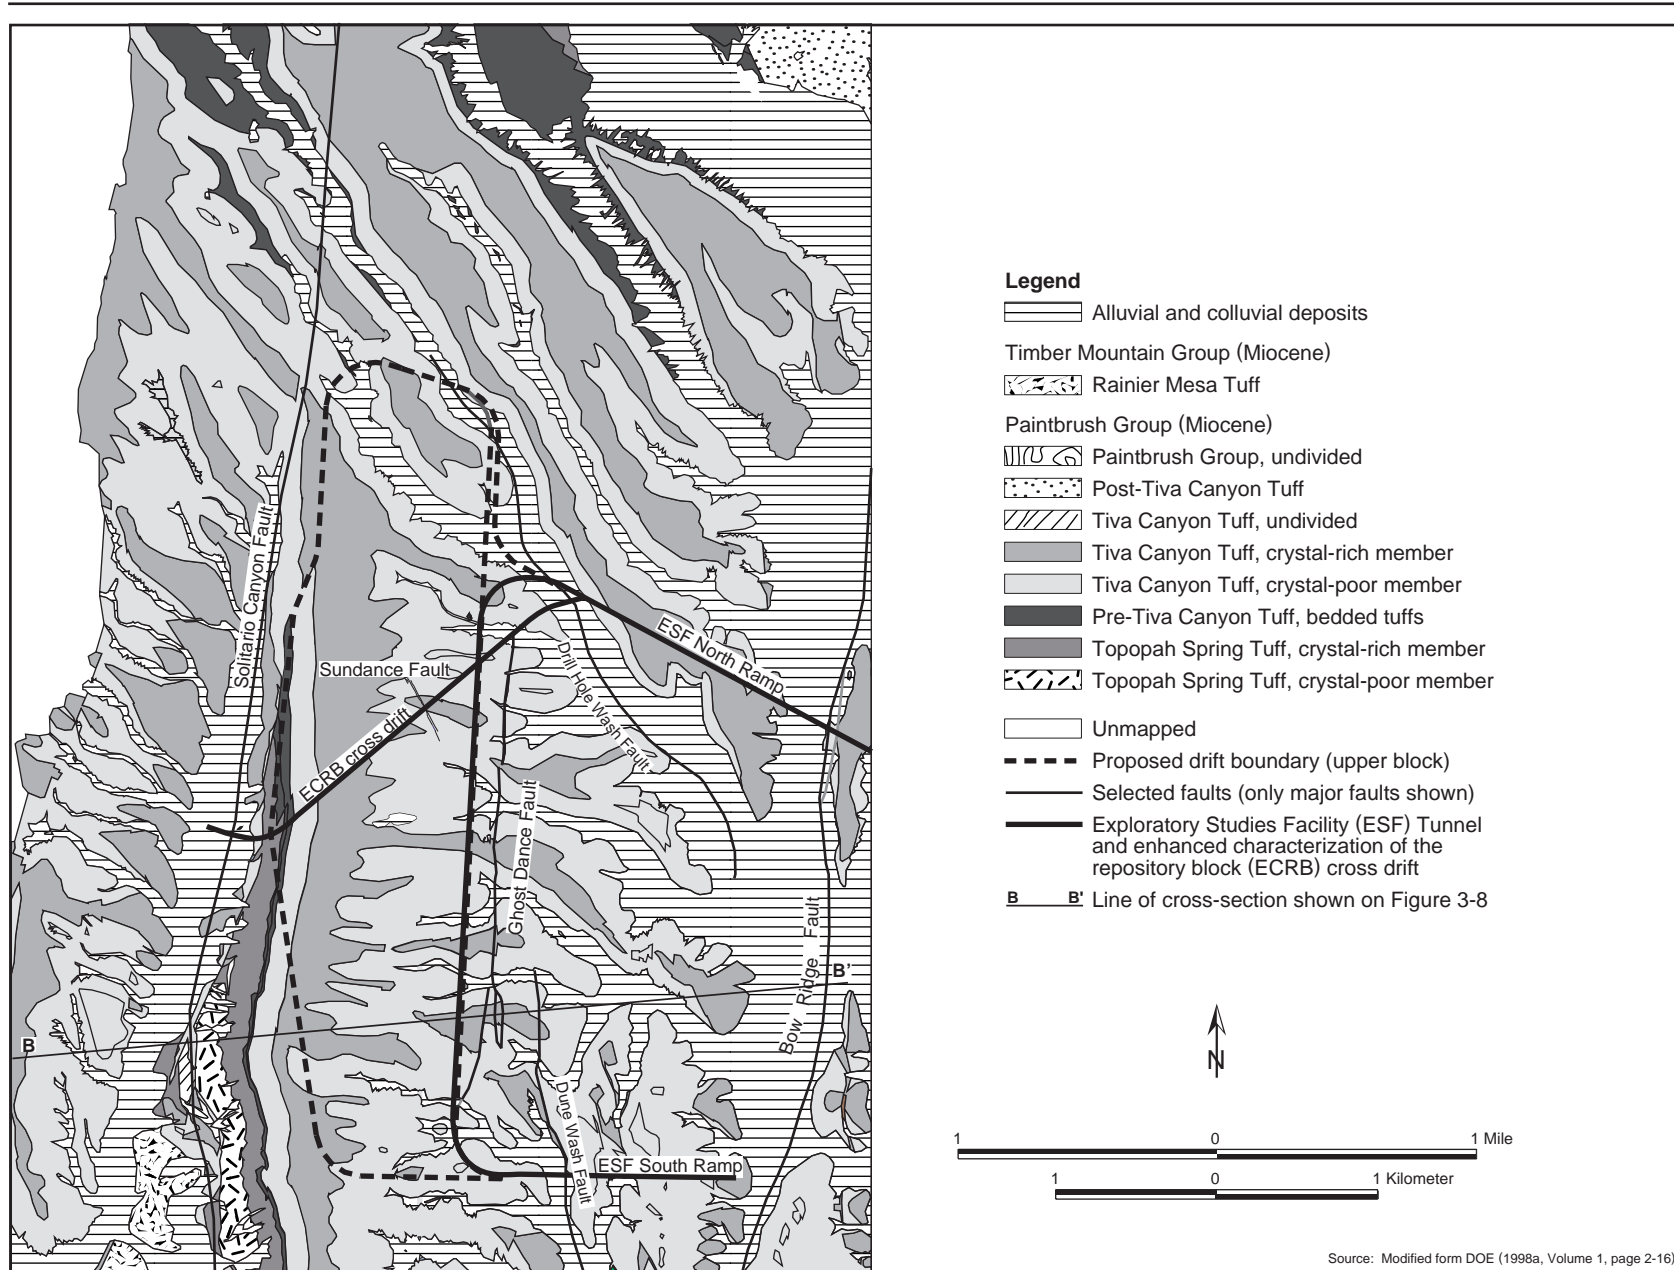 Solitario Canyon Fault
Sundance Fault
ECRB cross drift
ESF North Ramp
Drill Hole Wash Fault
Ghost Dance Fault
Bow Ridge Fault
B
B'
Dune Wash Fault
ESF South Ramp
Legend
Alluvial and colluvial deposits
Timber Mountain Group (Miocene)
Rainier Mesa Tuff
Paintbrush Group (Miocene)
Paintbrush Group, undivided
Post-Tiva Canyon Tuff
Tiva Canyon Tuff, undivided
Tiva Canyon Tuff, crystal-rich member
Tiva Canyon Tuff, crystal-poor member
Pre-Tiva Canyon Tuff, bedded tuffs
Topopah Spring Tuff, crystal-rich member
Topopah Spring Tuff, crystal-poor member
Unmapped
Proposed drift boundary (upper block)
Selected faults (only major faults shown)
Exploratory Studies Facility (ESF) Tunnel
and enhanced characterization of the
repository block (ECRB) cross drift
B B' Line of cross-section shown on Figure 3-8
N
1 0 1 Mile
1 0 1 Kilometer
Source: Modified form DOE (1998a, Volume 1, page 2-16)